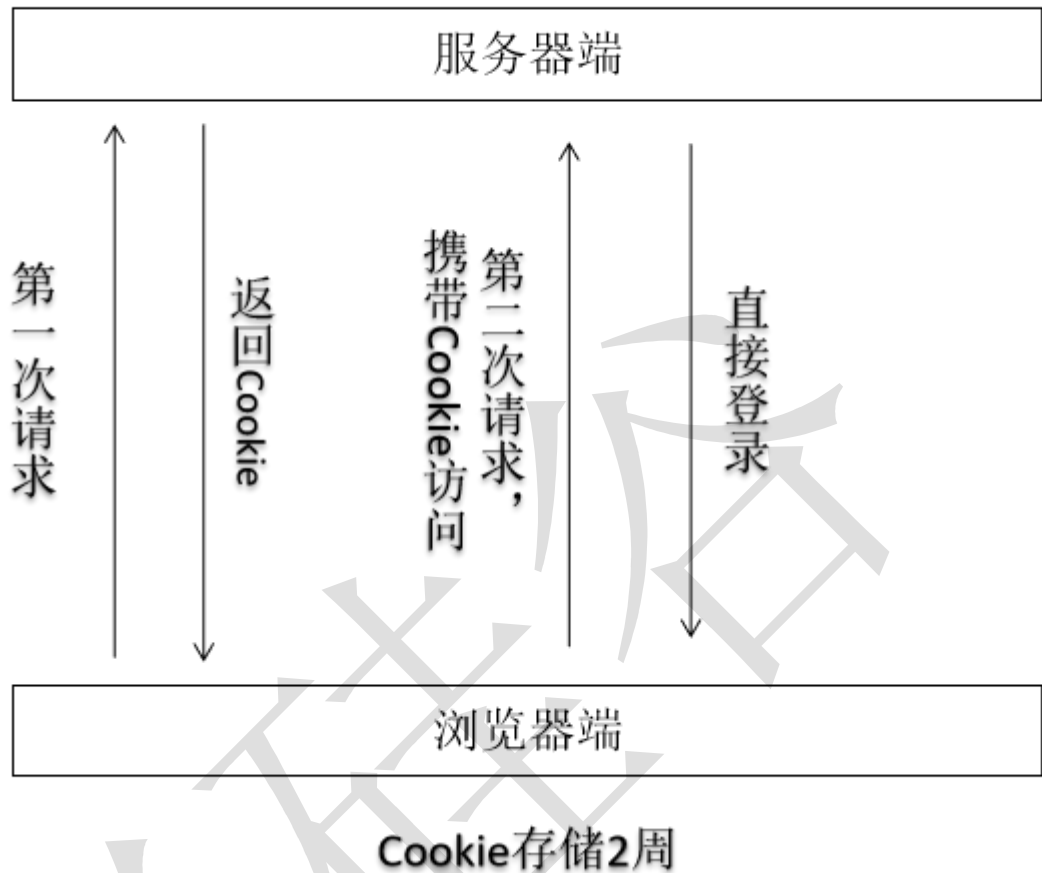 服务器端
第一次请求
返回Cookie
第二次请求，
携带Cookie访问
直接登录
浏览器端
Cookie存储2周
硅谷